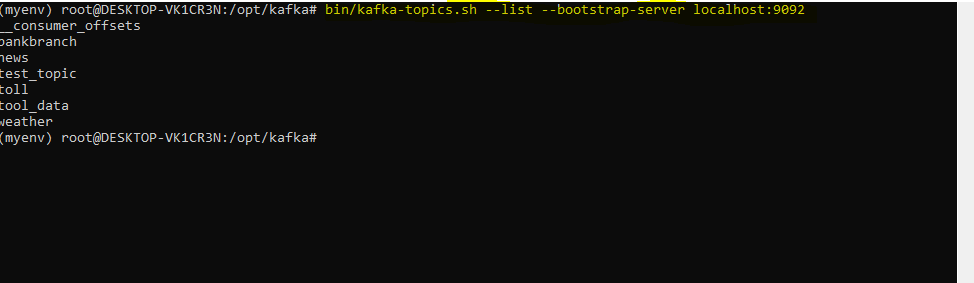 (myenv) root@DESKTOP-VK1CR3N:/opt/kafka# bin/kafka-topics.sh --list --bootstrap-server localhost:9092
__consumer_offsets
bankbranch
news
test_topic
toll
tool_data
weather
(myenv) root@DESKTOP-VK1CR3N:/opt/kafka#